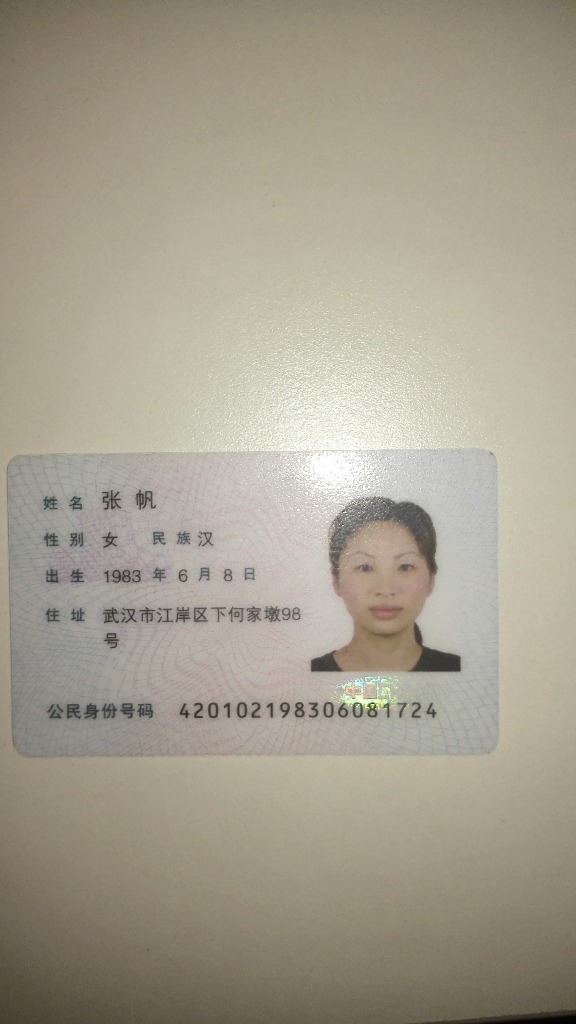 姓名 张帆
性别 女 民族 汉
出生 1983 年 6 月 8 日
住址 武汉市江岸区下何家墩98
号
中国
公民身份号码 420102198306081724